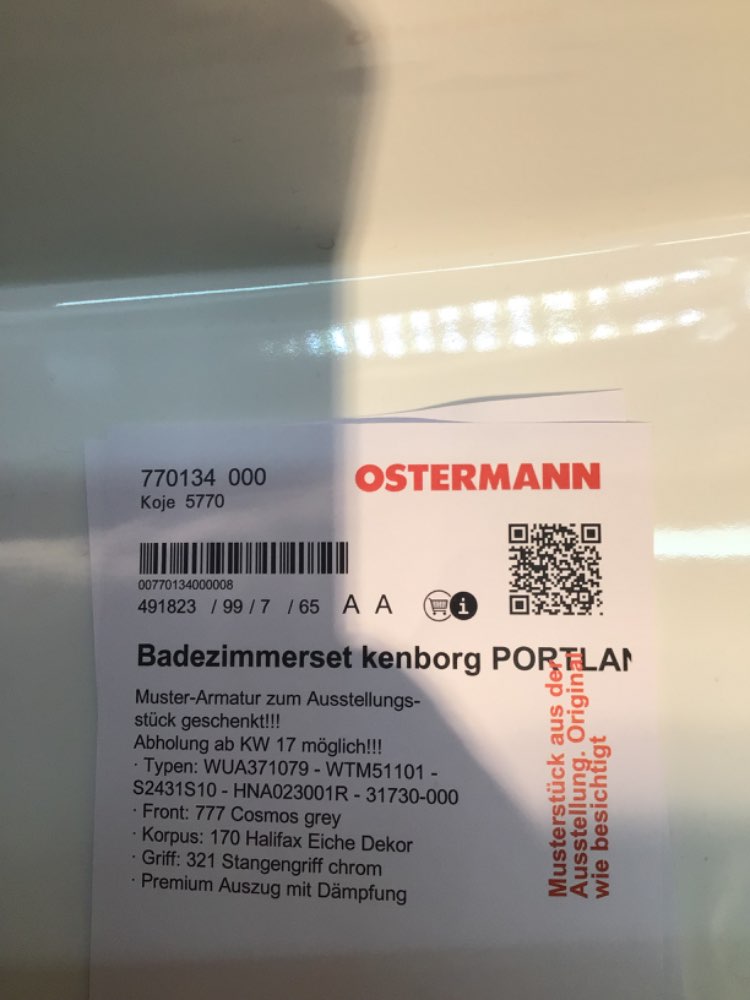 770134 000
OSTERMANN
Koje 5770
00770134000008
491823 / 99 / 7 / 65 A A
i
Badezimmerset kenborg PORTLAN
Muster-Armatur zum Ausstellungs-
stück geschenkt!!!
Abholung ab KW 17 möglich!!!
· Typen: WUA371079 - WTM51101 -
S2431S10 - HNA023001R - 31730-000
· Front: 777 Cosmos grey
· Korpus: 170 Halifax Eiche Dekor
· Griff: 321 Stangengriff chrom
· Premium Auszug mit Dämpfung
Musterstück aus der
Ausstellung. Original
wie besichtigt